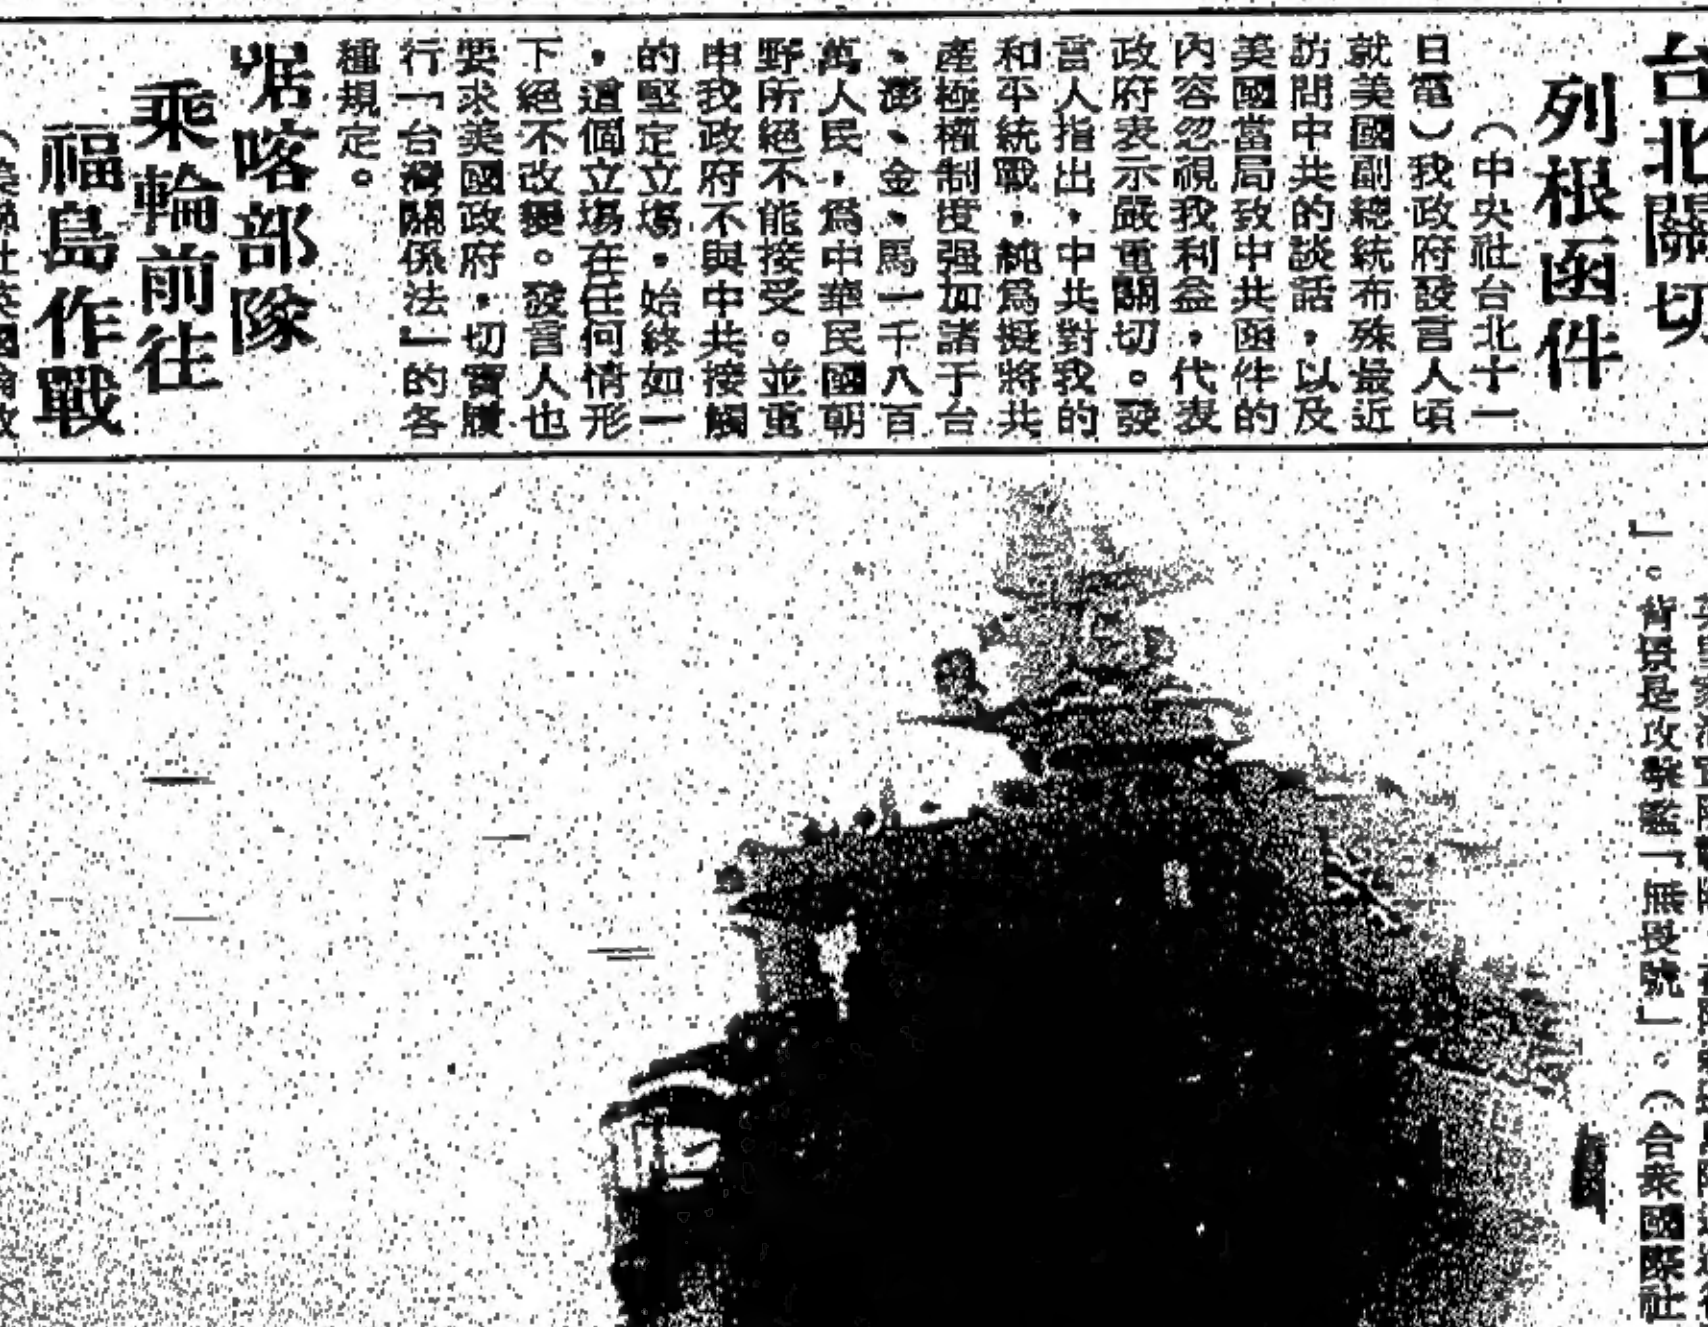 台北關切
列根函件
（中央社台北十一
日電）我政府發言人頃
就美國副總統布殊最近
訪問中共的談話，以及
美國當局致中共函件的
內容忽視我利益，代表
政府表示嚴重關切。發
言人指出，中共對我的
和平統戰，純爲擬將共
產極權制度强加諸于台
、澎、金、馬一千八百
萬人民，爲中華民國朝
野所絕不能接受。並重
申我政府不與中共接觸
的堅定立場，始終如一
，這個立場在任何情形
下絕不改變。發言人也
要求美國政府，切實履
行「台灣關係法」的各
種規定。
啹喀部隊
乘輪前往
福島作戰
」。背景是攻擊艦「無畏號」。（合衆國際社